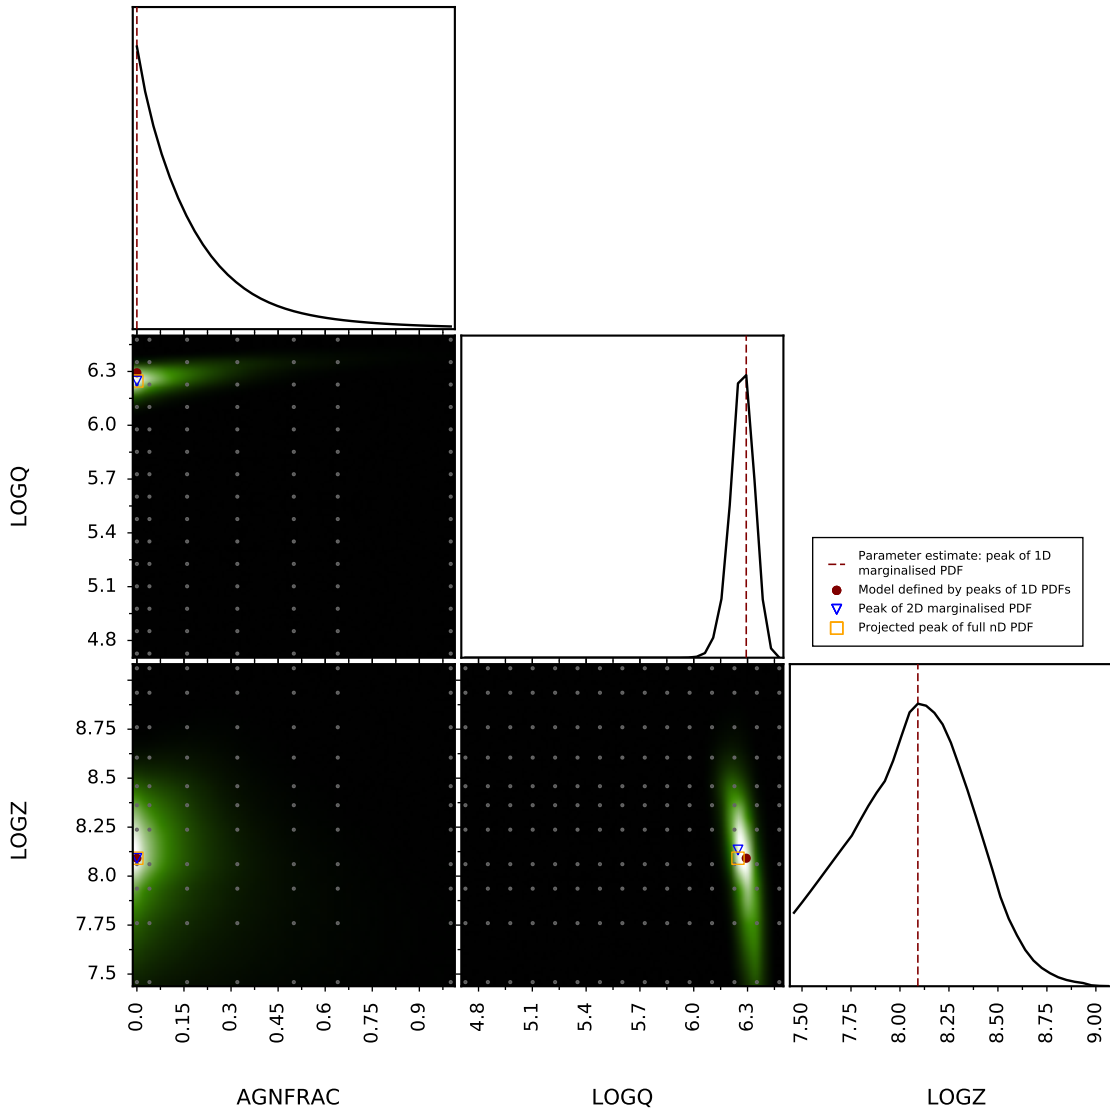 6.3
6.0
5.7
5.4
5.1
4.8
LOGQ
Parameter estimate: peak of 1D
marginalised PDF
Model defined by peaks of 1D PDFs
Peak of 2D marginalised PDF
Projected peak of full nD PDF
8.75
8.5
8.25
8.0
7.75
7.5
LOGZ
0.0 0.15 0.3 0.45 0.6 0.75 0.9
4.8 5.1 5.4 5.7 6.0 6.3
7.50 7.75 8.00 8.25 8.50 8.75 9.00
AGNFRAC LOGQ LOGZ